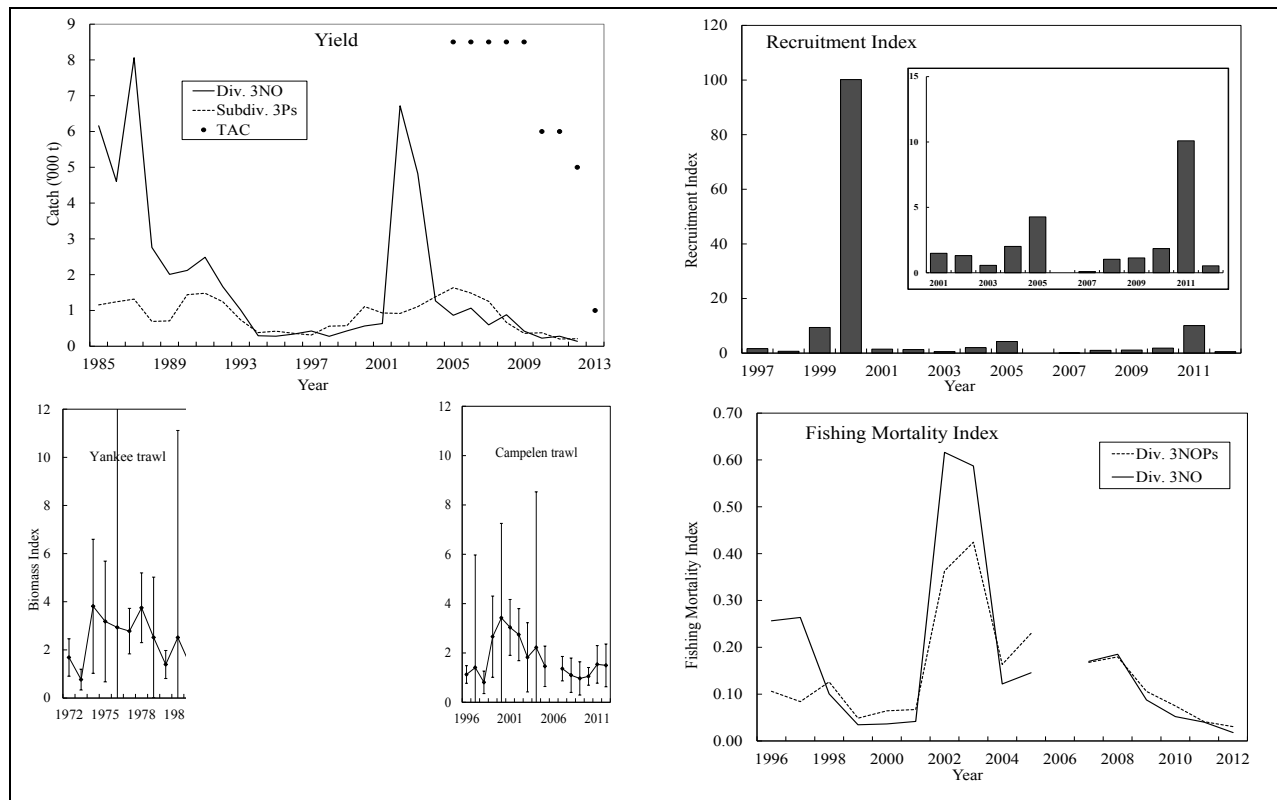 Yield
9
8
7
6
5
4
3
2
1
0
Catch ('000 t)
Div. 3NO
Subdiv. 3Ps
TAC
1985 1989 1993 1997 2001 2005 2009 2013
Year
Recruitment Index
120
100
80
60
40
20
0
Recruitment Index
15
10
5
0
2001 2003 2005 2007 2009 2011
1997 1999 2001 2003 2005 2007 2009 2011
Year
12
10
8
6
4
2
0
Biomass Index
Yankee trawl
1972 1975 1978 198
12
10
8
6
4
2
0
Campelen trawl
1996 2001 2006 2011
Fishing Mortality Index
0.70
0.60
0.50
0.40
0.30
0.20
0.10
0.00
Fishing Mortality Index
Div. 3NOPs
Div. 3NO
1996 1998 2000 2002 2004 2006 2008 2010 2012
Year